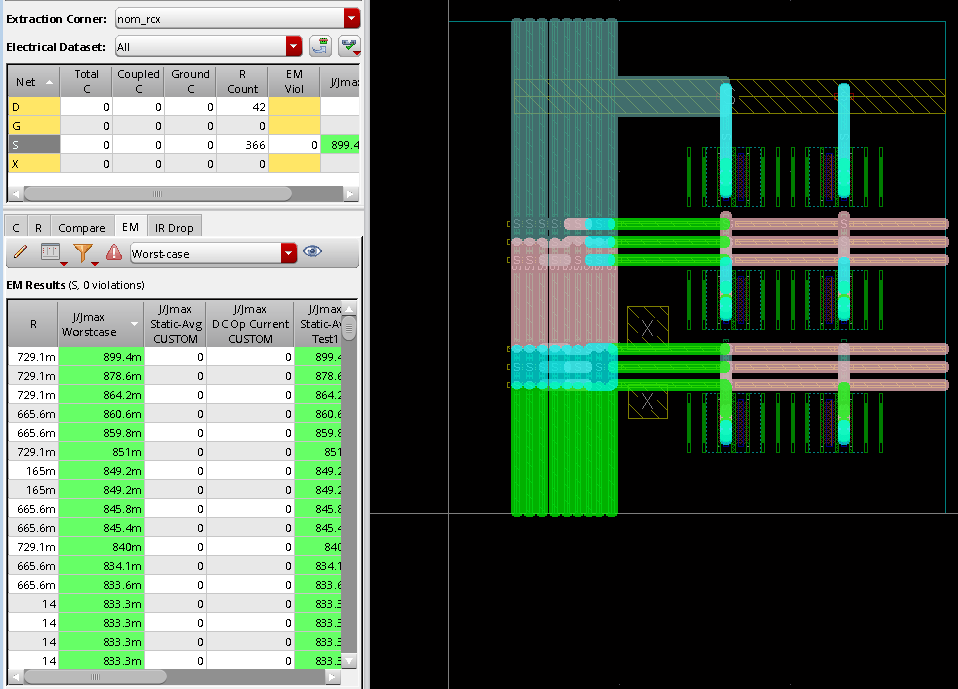 Extraction Corner: nom_rcx
Electrical Dataset: All
Net Total C Coupled C Ground C R Count EM Viol J/Jma
D 0 0 0 42
G 0 0 0 0
S 0 0 0 366 0 899.4
X 0 0 0 0
C R Compare EM IR Drop
Worst-case
EM Results (S, 0 violations)
R J/Jmax Worstcase J/Jmax Static-Avg CUSTOM J/Jmax DC Op Current CUSTOM J/Jmax Static-Av Test1
729.1m 899.4m 0 0 899.4
729.1m 878.6m 0 0 878.6
729.1m 864.2m 0 0 864.2
665.6m 860.6m 0 0 860.6
665.6m 859.8m 0 0 859.8
729.1m 851m 0 0 851
165m 849.2m 0 0 849.2
165m 849.2m 0 0 849.2
665.6m 845.8m 0 0 845.8
665.6m 845.4m 0 0 845.4
729.1m 840m 0 0 840
665.6m 834.1m 0 0 834.1
665.6m 833.6m 0 0 833.6
14 833.3m 0 0 833.3
14 833.3m 0 0 833.3
14 833.3m 0 0 833.3
14 833.3m 0 0 833.3
X
X